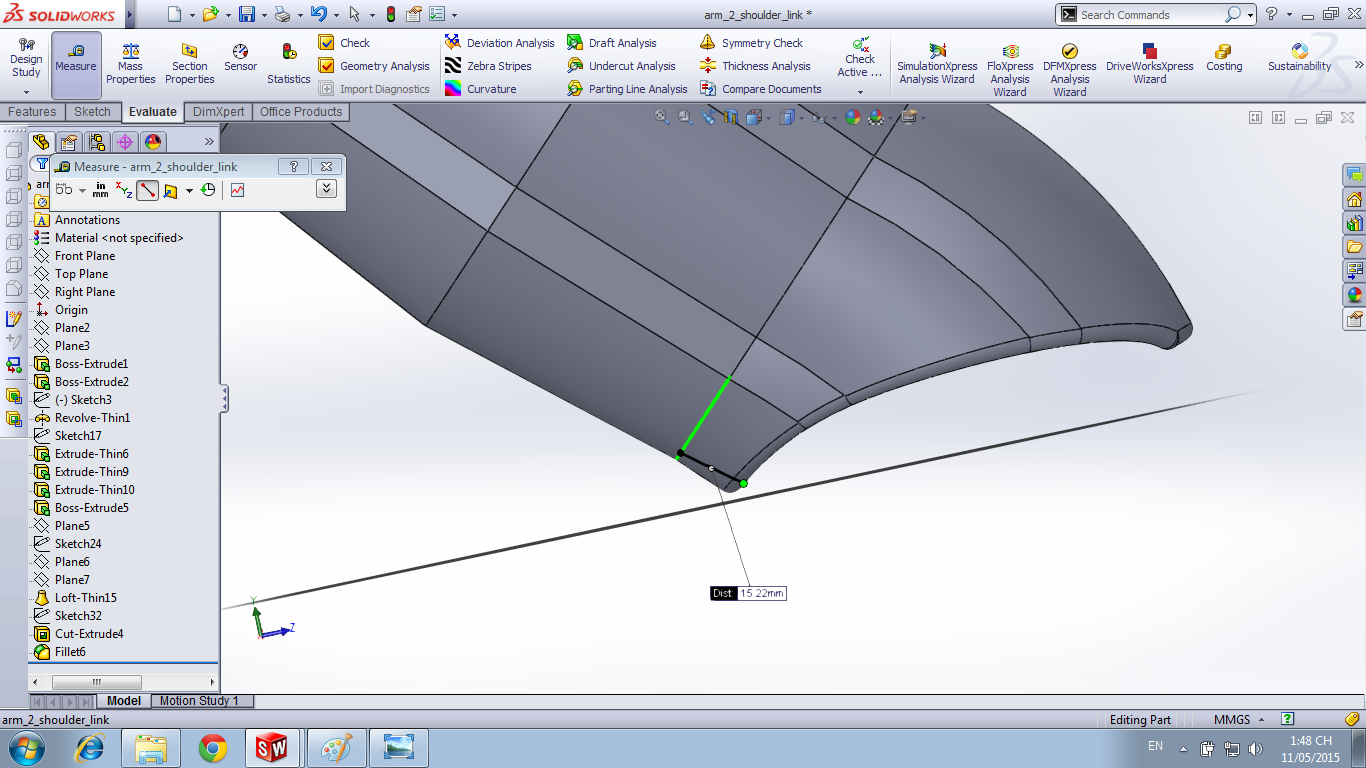 SOLIDWORKS
arm_2_shoulder_link *
Search Commands
Design Study
Measure
Mass Properties
Section Properties
Sensor
Statistics
Check
Geometry Analysis
Import Diagnostics
Deviation Analysis
Zebra Stripes
Curvature
Draft Analysis
Undercut Analysis
Parting Line Analysis
Symmetry Check
Thickness Analysis
Compare Documents
Check Active ...
SimulationXpress Analysis Wizard
FloXpress Analysis Wizard
DFMXpress Analysis Wizard
DriveWorksXpress Wizard
Costing
Sustainability
Features
Sketch
Evaluate
DimXpert
Office Products
Measure - arm_2_shoulder_link
in
mm
XYZ
arr
Annotations
Material <not specified>
Front Plane
Top Plane
Right Plane
Origin
Plane2
Plane3
Boss-Extrude1
Boss-Extrude2
(-) Sketch3
Revolve-Thin1
Sketch17
Extrude-Thin6
Extrude-Thin9
Extrude-Thin10
Boss-Extrude5
Plane5
Sketch24
Plane6
Plane7
Loft-Thin15
Sketch32
Cut-Extrude4
Fillet6
Dist: 15.22mm
Y
Z
Model
Motion Study 1
arm_2_shoulder_link
Editing Part
MMGS
SW
EN
1:48 CH
11/05/2015